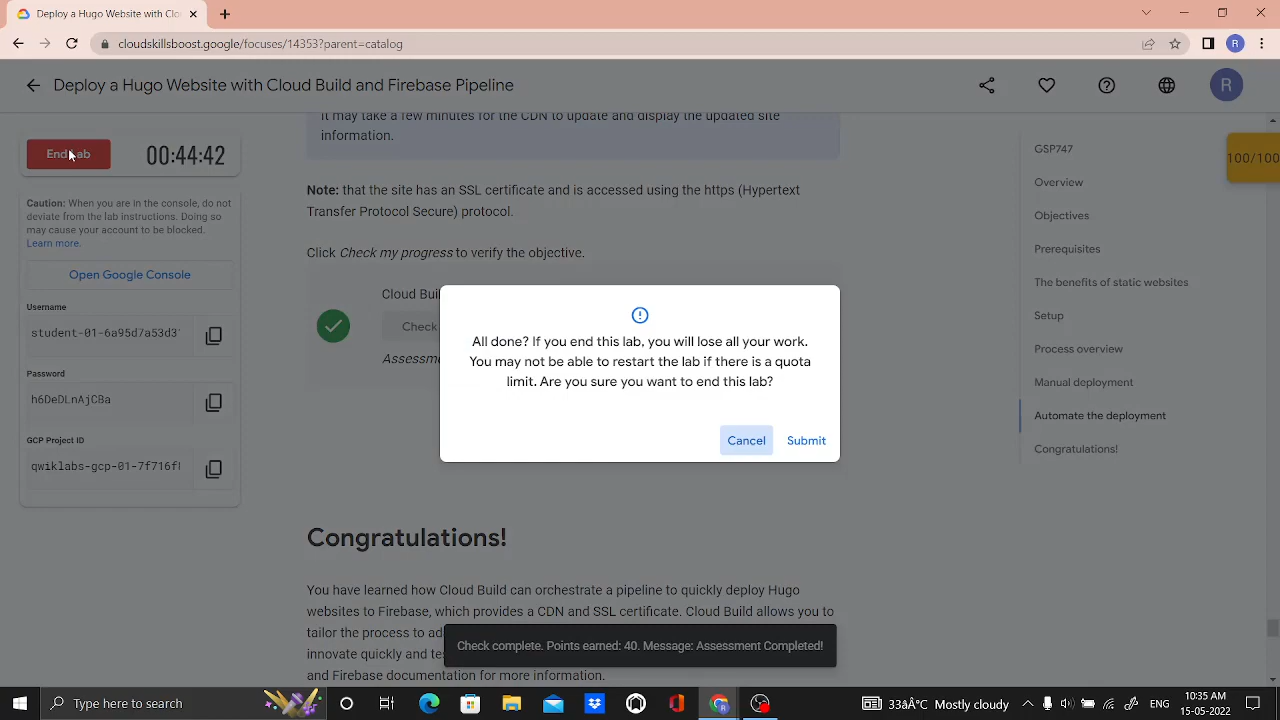 Deploy a Hugo Website with Clo
cloudskillsboost.google/focuses/14353?parent=catalog
R
Deploy a Hugo Website with Cloud Build and Firebase Pipeline
R
End Lab
00:44:42
Caution: When you are in the console, do not
deviate from the lab instructions. Doing so
may cause your account to be blocked.
Learn more.
Open Google Console
Username
student-01-6a95d7a53d3
Password
h6DeDLnAjCBa
GCP Project ID
qwiklabs-gcp-01-7f716f
it may take a few minutes for the CDN to update and display the updated site
information.
Note: that the site has an SSL certificate and is accessed using the https (Hypertext
Transfer Protocol Secure) protocol.
Click Check my progress to verify the objective.
Cloud Bui
Check
Assessm
All done? If you end this lab, you will lose all your work.
You may not be able to restart the lab if there is a quota
limit. Are you sure you want to end this lab?
Cancel
Submit
Congratulations!
You have learned how Cloud Build can orchestrate a pipeline to quickly deploy Hugo
websites to Firebase, which provides a CDN and SSL certificate. Cloud Build allows you to
tailor the process to ad
innovate quickly and te
and Firebase documentation for more information.
Check complete. Points earned: 40. Message: Assessment Completed!
GSP747
Overview
Objectives
Prerequisites
The benefits of static websites
Setup
Process overview
Manual deployment
Automate the deployment
Congratulations!
100/100
Type here to search
336°C Mostly cloudy
ENG
10:35 AM
15-05-2022